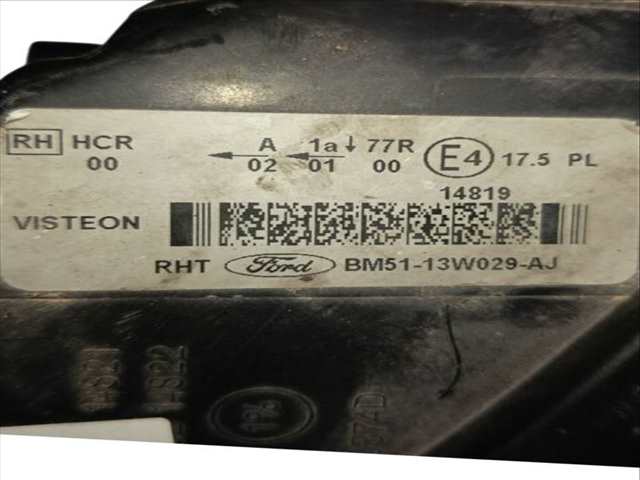 RH HCR A 1a ↓ 77R E4 17.5 PL
00 ← 02 ← 01 00
14819
VISTEON
RHT Ford BM51-13W029-AJ